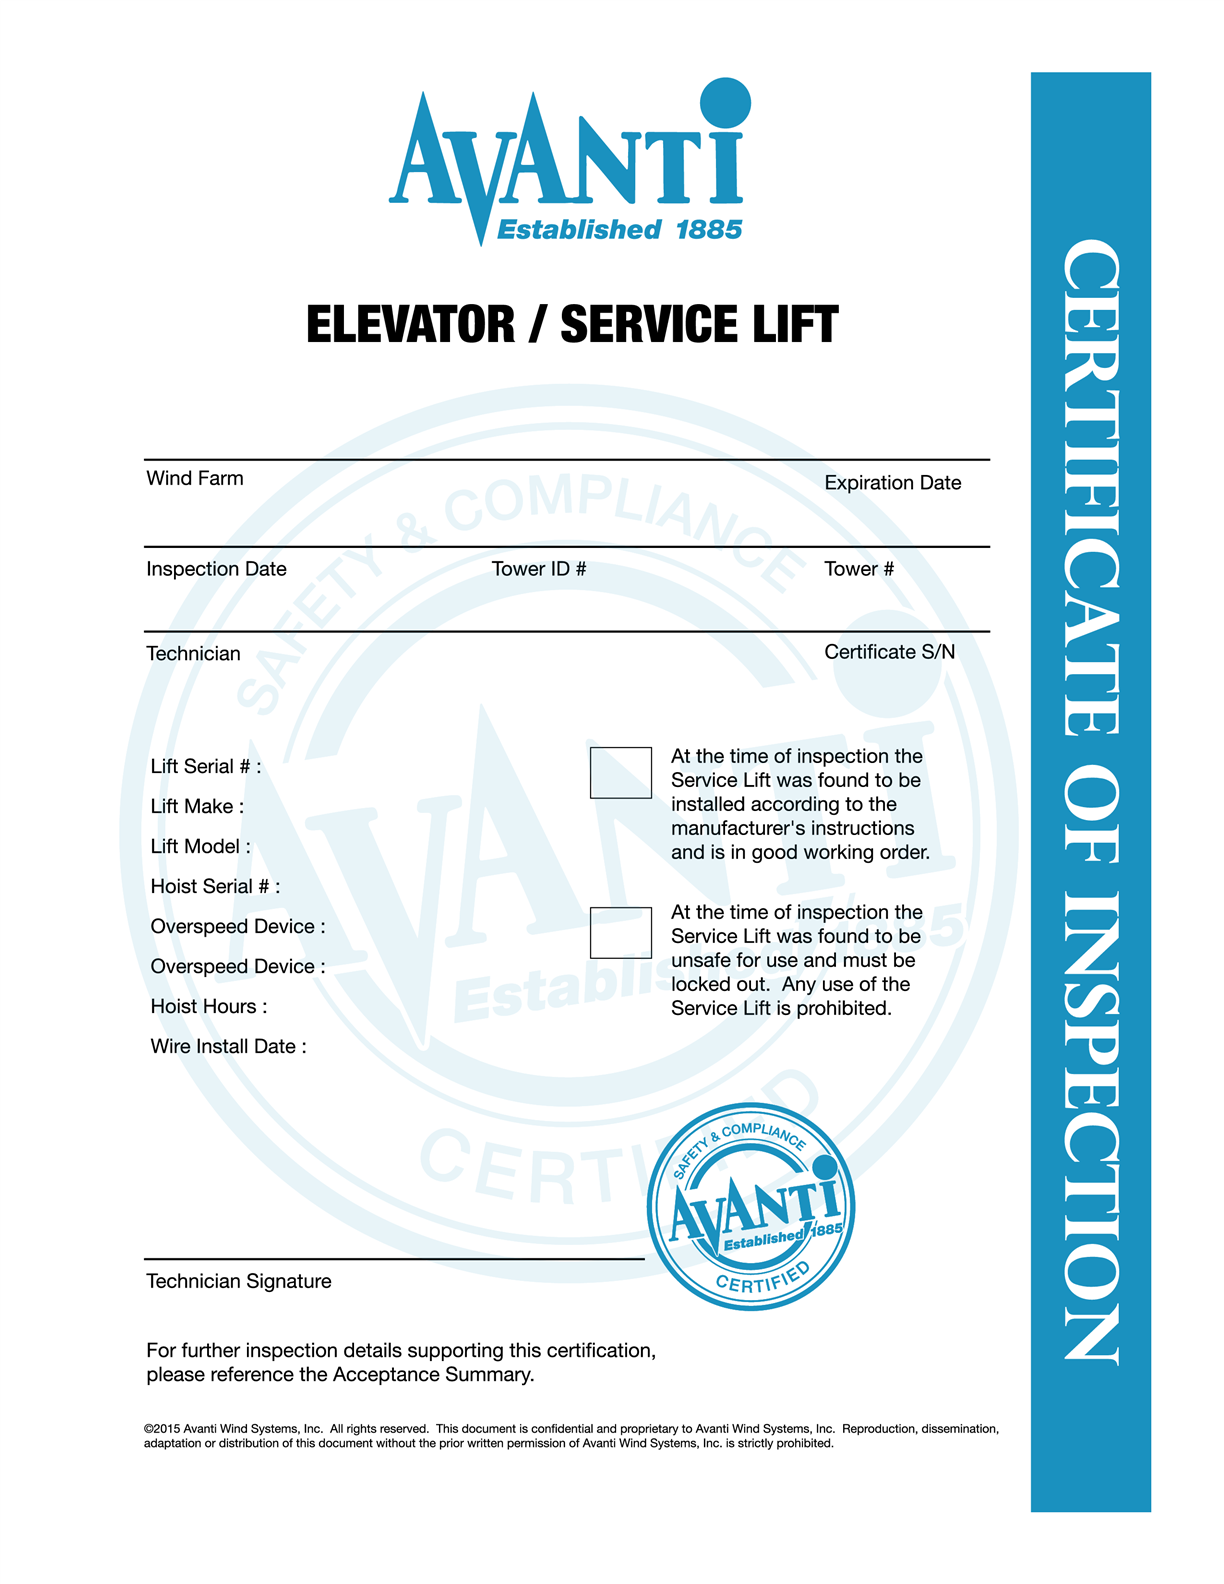 AVANTI
Established 1885
ELEVATOR / SERVICE LIFT
CERTIFICATE OF INSPECTION
Wind Farm
Expiration Date
Inspection Date
Tower ID #
Tower #
Technician
Certificate S/N
Lift Serial # :
Lift Make :
Lift Model :
Hoist Serial # :
Overspeed Device :
Overspeed Device :
Hoist Hours :
Wire Install Date :
At the time of inspection the
Service Lift was found to be
installed according to the
manufacturer's instructions
and is in good working order.
At the time of inspection the
Service Lift was found to be
unsafe for use and must be
locked out.  Any use of the
Service Lift is prohibited.
SAFETY & COMPLIANCE
AVANTI
Established 1885
CERTIFIED
SAFETY & COMPLIANCE
AVANTI
Established 1885
CERTIFIED
Technician Signature
For further inspection details supporting this certification,
please reference the Acceptance Summary.
©2015 Avanti Wind Systems, Inc.  All rights reserved.  This document is confidential and proprietary to Avanti Wind Systems, Inc.  Reproduction, dissemination,
adaptation or distribution of this document without the prior written permission of Avanti Wind Systems, Inc. is strictly prohibited.